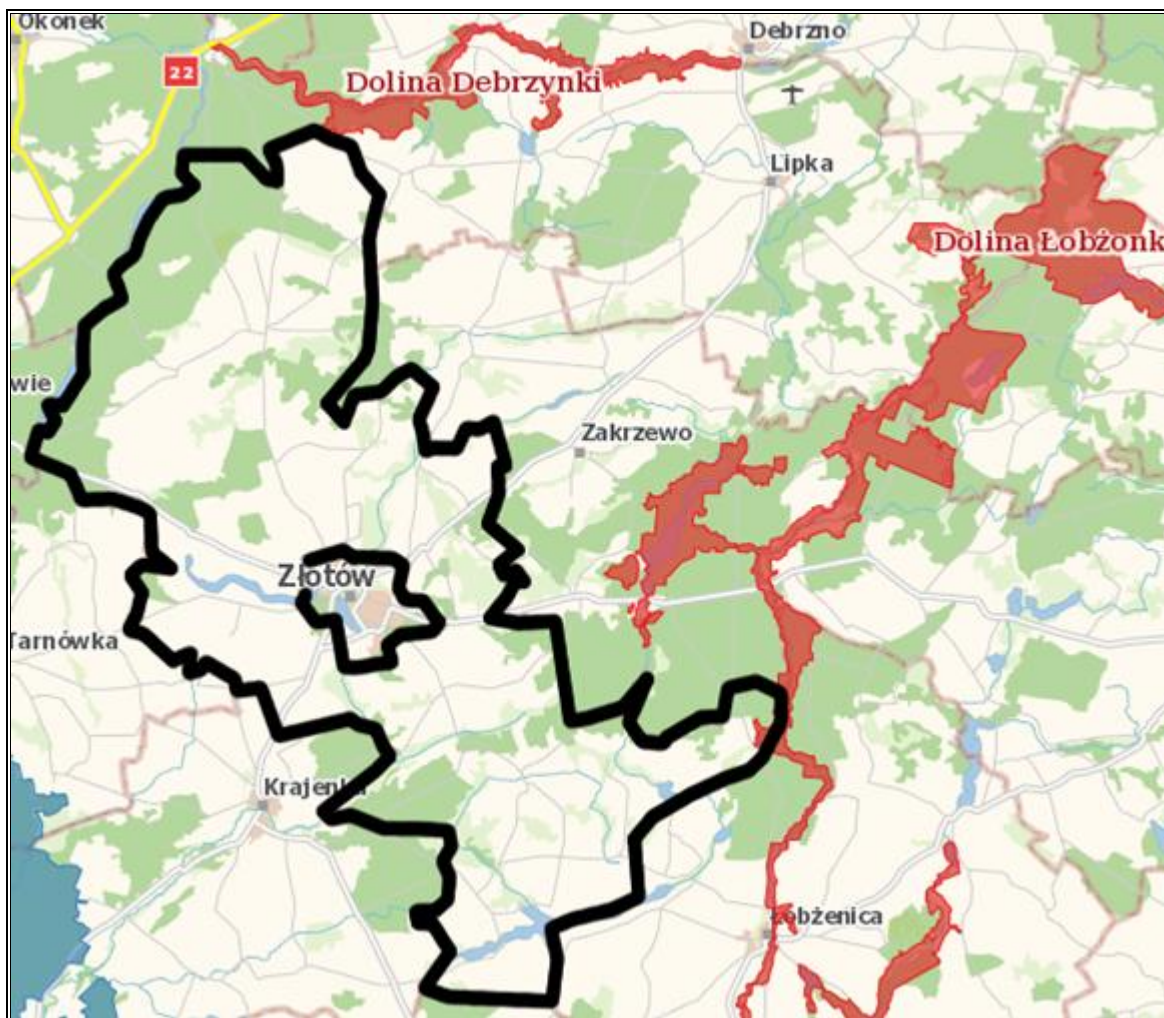 Okonek
Debrzno
22
Dolina Debrzynki
Lipka
Dolina Łobżonk
wie
Zakrzewo
Złotów
Tarnówka
Krajenka
Łobżenica